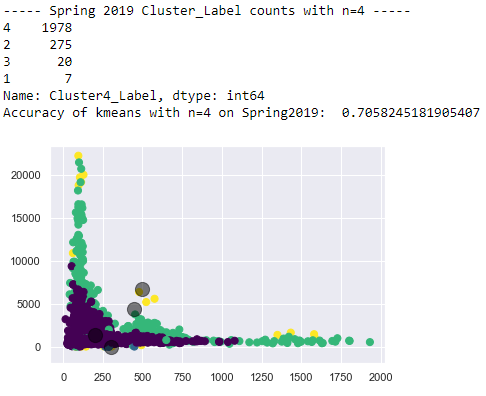 ----- Spring 2019 Cluster_Label counts with n=4 -----
4    1978
2     275
3      20
1       7
Name: Cluster4_Label, dtype: int64
Accuracy of kmeans with n=4 on Spring2019:  0.7058245181905407
20000
15000
10000
5000
0
0 250 500 750 1000 1250 1500 1750 2000